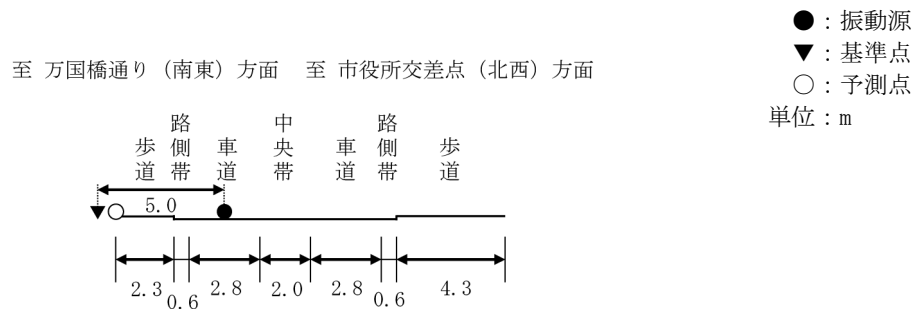 ●：振動源
▼：基準点
○：予測点
単位：m
至 万国橋通り（南東）方面 至 市役所交差点（北西）方面
歩道 路側帯 車道 中央帯 車道 路側帯 歩道
5.0
2.3 0.6 2.8 2.0 2.8 0.6 4.3